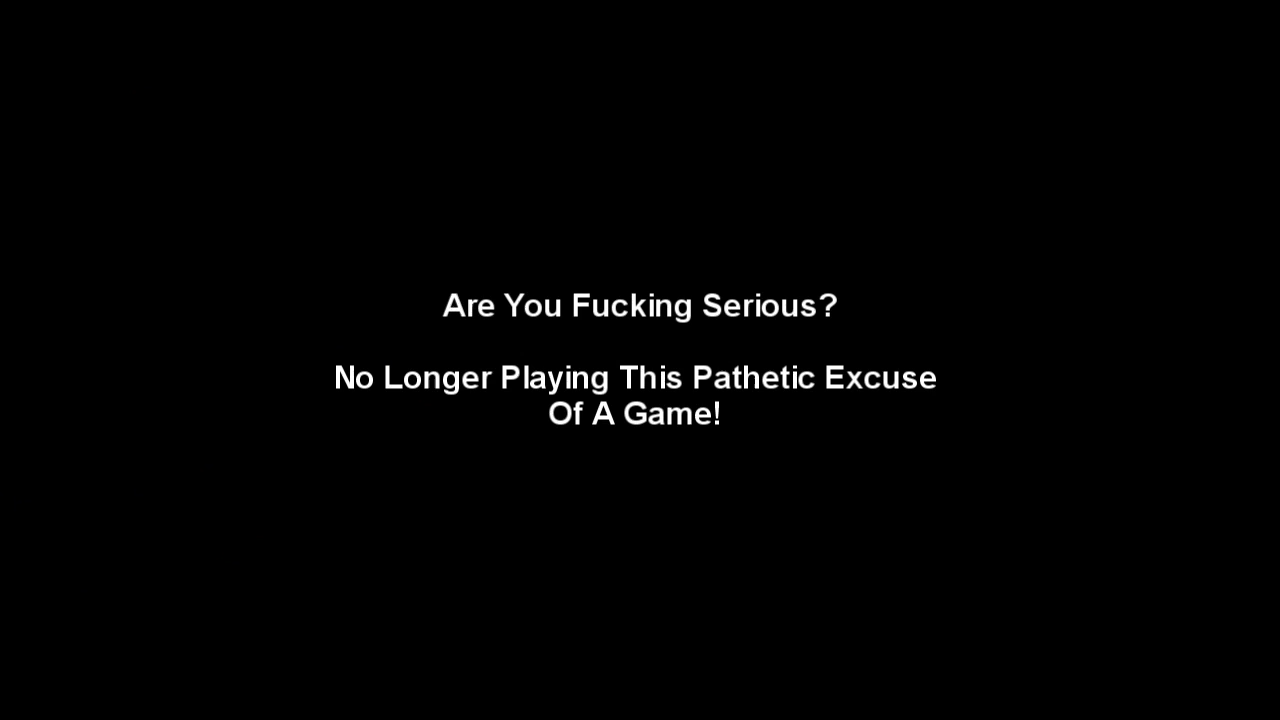 Are You Fucking Serious?
No Longer Playing This Pathetic Excuse
Of A Game!